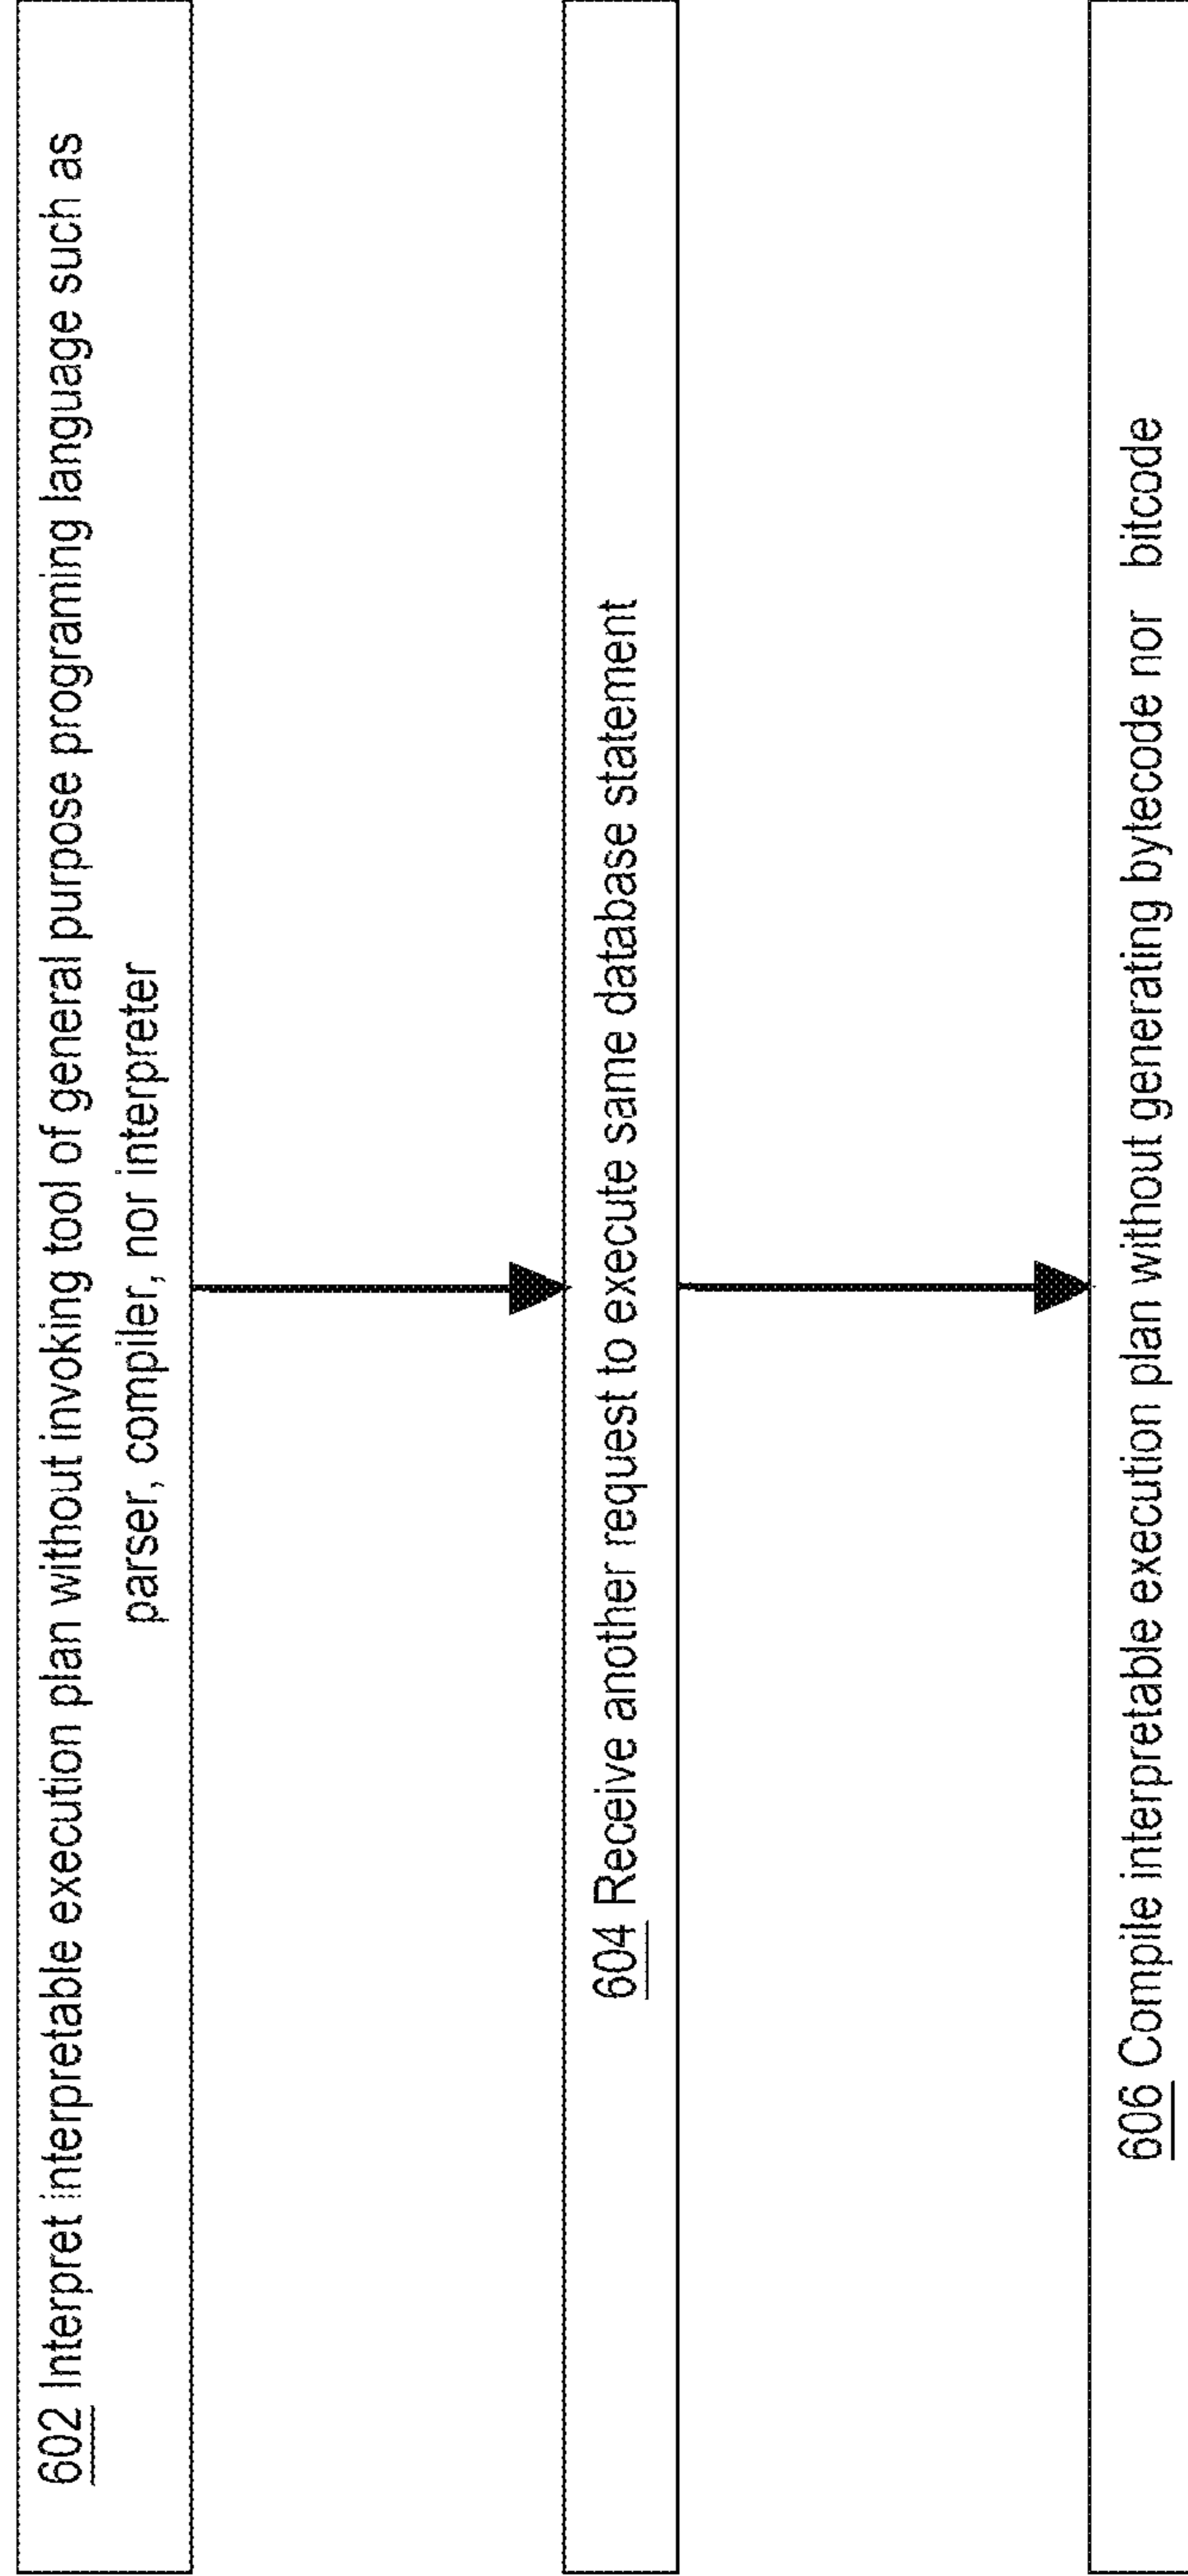 602 Interpret interpretable execution plan without invoking tool of general purpose programing language such as
parser, compiler, nor interpreter
604 Receive another request to execute same database statement
606 Compile interpretable execution plan without generating bytecode nor bitcode